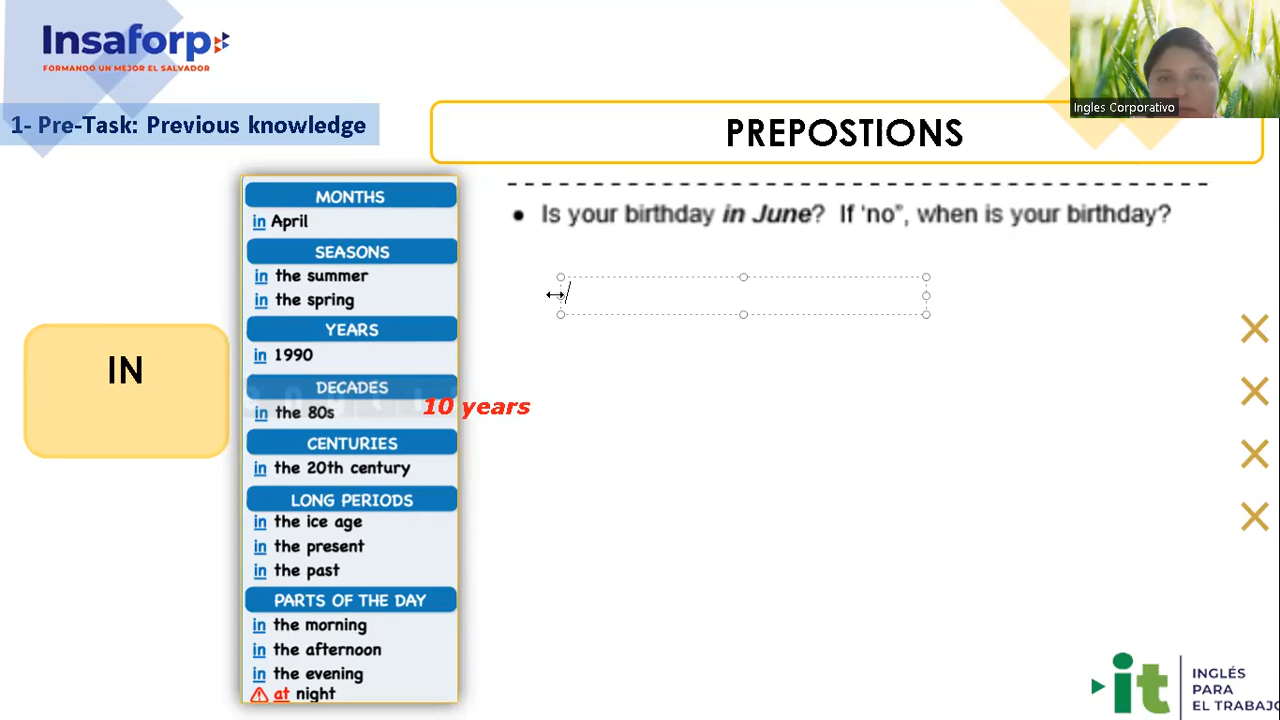 Insaforp
FORMANDO UN MEJOR EL SALVADOR
Ingles Corporativo
1- Pre-Task: Previous knowledge
PREPOSTIONS
MONTHS
in April
SEASONS
in the summer
in the spring
YEARS
in 1990
DECADES
in the 80s
10 years
CENTURIES
in the 20th century
LONG PERIODS
in the ice age
in the present
in the past
PARTS OF THE DAY
in the morning
in the afternoon
in the evening
at night
IN
• Is your birthday in June? If ‘no”, when is your birthday?
it
INGLÉS
PARA
EL TRABAJO